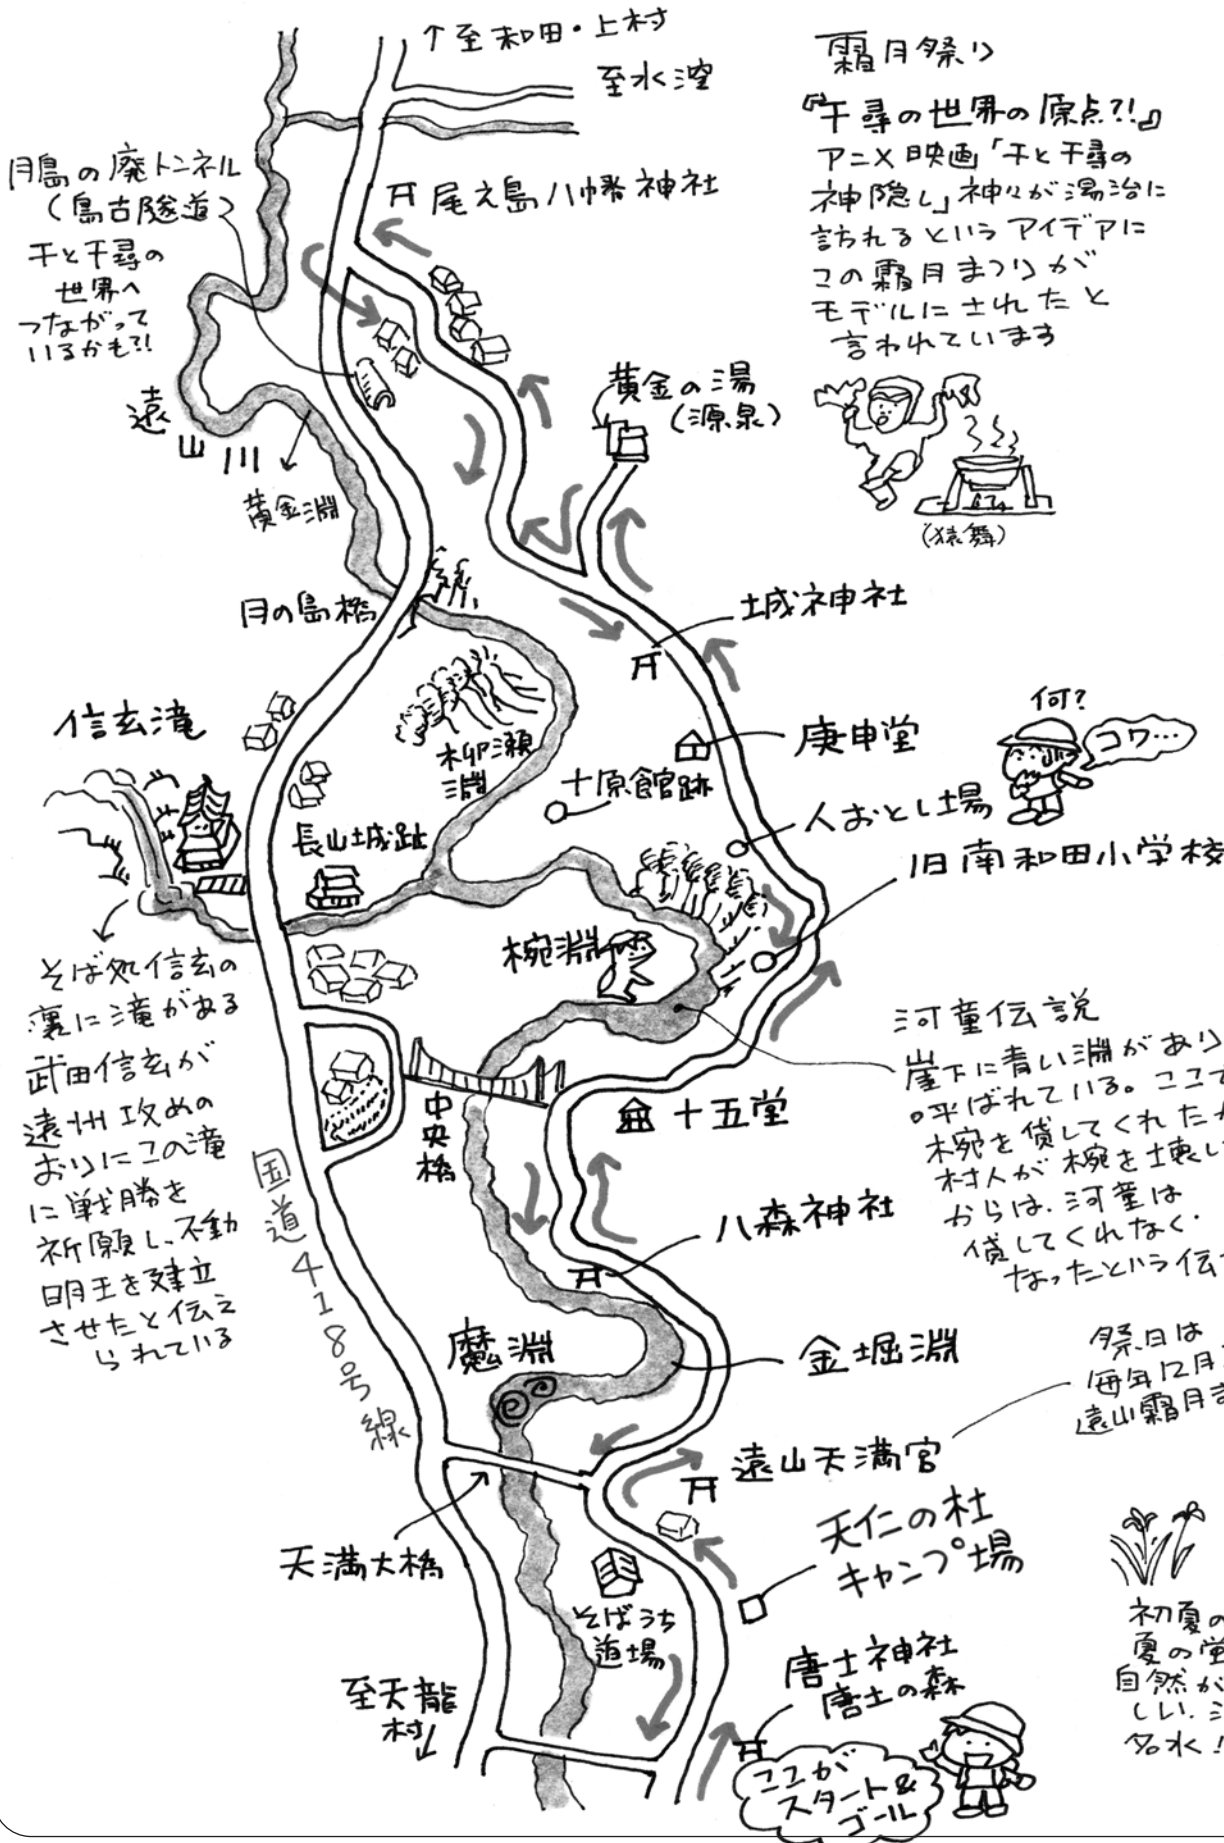 ↑至和田・上村
至水窪
霜月祭り
『千尋の世界の原点?!』
アニメ映画「千と千尋の
神隠し」神々が湯治に
訪れるというアイデアに
この霜月まつりが
モデルにされたと
言われています
(猿舞)
月島の廃トンネル
(島古隧道)
千と千尋の
世界へ
つながって
いるかも?!
尾之島八幡神社
遠山川
黄金淵
黄金の湯
(源泉)
月の島橋
土成神社
信玄滝
柳瀬
淵
庚申堂
何?
コワ…
十原館跡
人おとし場
長山城趾
旧南和田小学校
椀淵
そば処信玄の
裏に滝がある
武田信玄が
遠州攻めの
おりにこの滝
に戦勝を
祈願し、不動
明王を建立
させたと伝え
られている
河童伝説
崖下に青い淵があり
呼ばれている。ここで
椀を貸してくれたが
村人が椀を壊し
からは、河童は
貸してくれなく
なったという伝
中央橋
十五堂
国道418号線
八森神社
魔淵
金堀淵
祭日は
毎年12月
遠山霜月ま
遠山天満宮
天満大橋
天仁の杜
キャンプ場
そばうち
道場
初夏の
夏の蛍
自然が
しい
名水!
至天龍
村↓
唐土神社
唐土の森
ココが
スタート&
ゴール